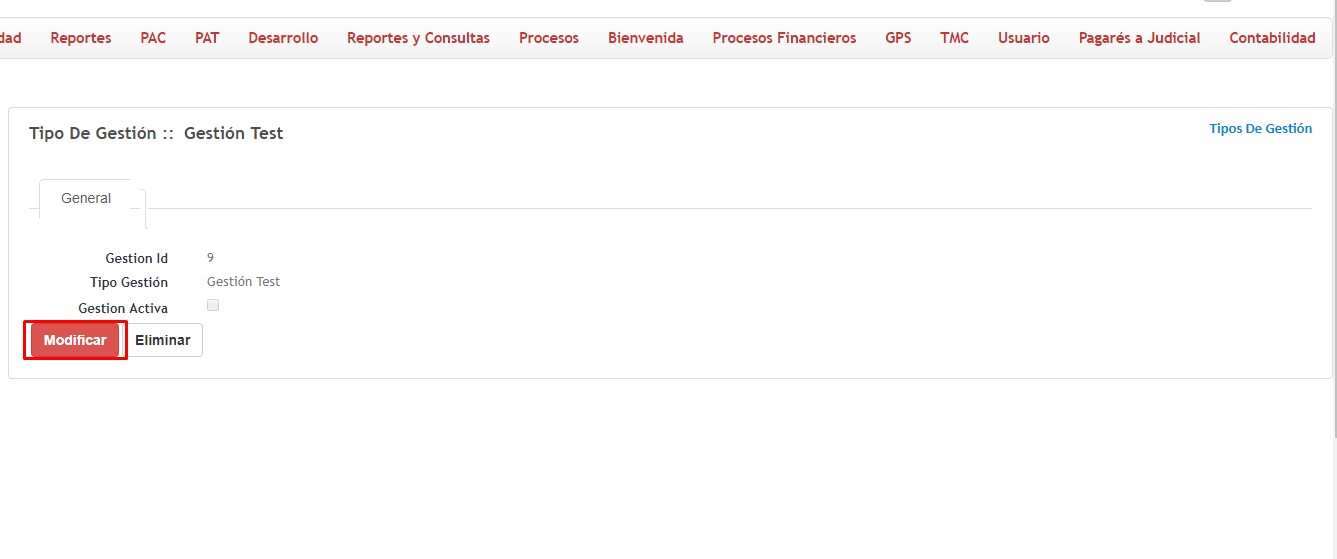 Reportes PAC PAT Desarrollo Reportes y Consultas Procesos Bienvenida Procesos Financieros GPS TMC Usuario Pagarés a Judicial Contabilidad
Tipo De Gestión :: Gestión Test
Tipos De Gestión
General
Gestion Id 9
Tipo Gestión Gestión Test
Gestion Activa
Modificar Eliminar